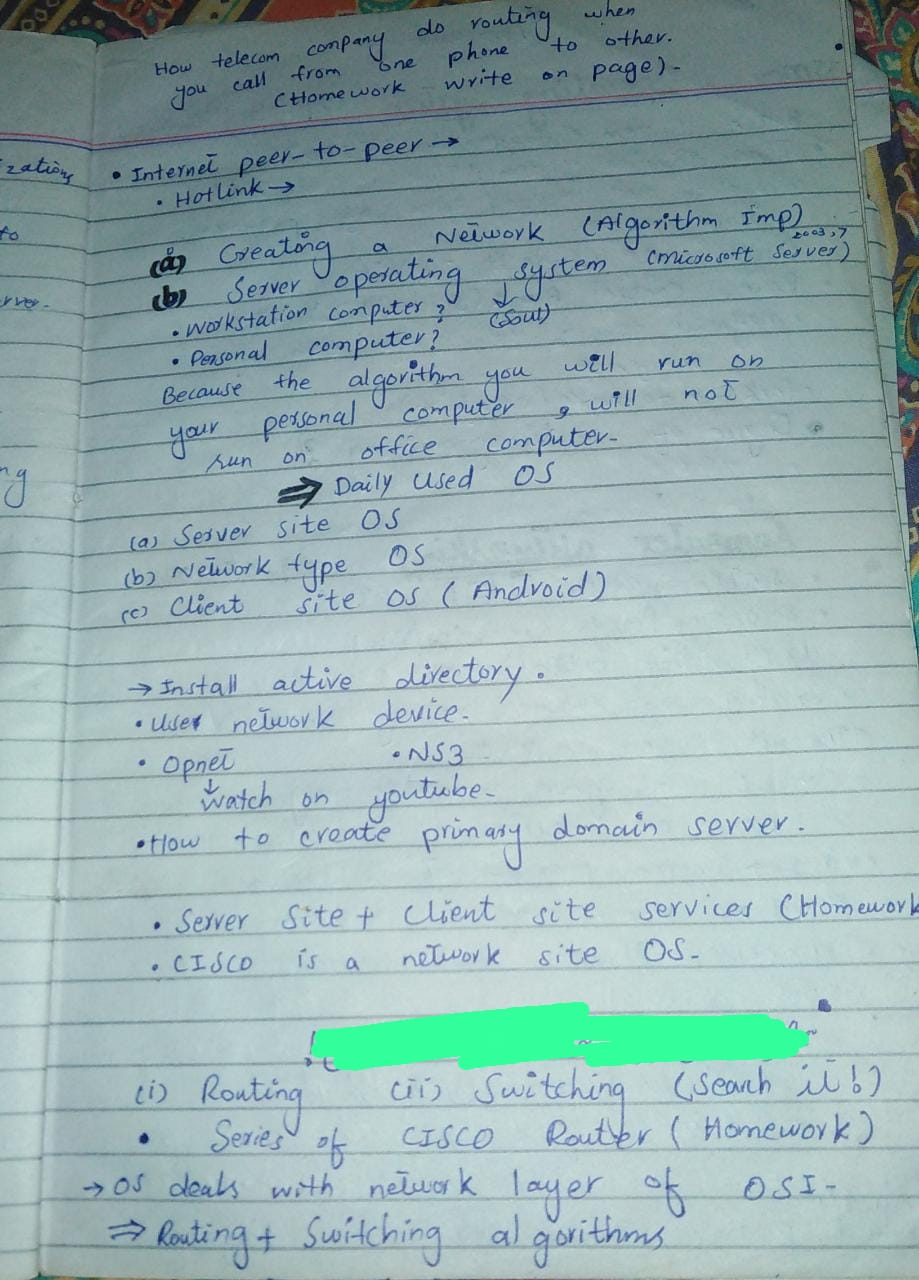 How telecom company do routing when
you call from one phone to other.
(Homework write on page).
zations
• Internet peer-to-peer →
• Hotlink →
fo
(a) Creating a Network (Algorithm Imp)
2003,7
(b) Server operating system (microsoft Server)
• workstation computer?
• Personal computer?
Because the algorithm you will run on
your personal computer, will not
run on office computer.
ng
⇒ Daily Used OS
(a) Server site OS
(b) Network type OS
(c) Client site OS (Android)
→ Install active directory.
• User network device.
• Opnet • NS3
↓
Watch on youtube.
• How to create primary domain server.
• Server Site + Client site services (Homework
• CISCO is a network site OS.
(i) Routing (ii) Switching (Search it!)
• Series of CISCO Router (Homework)
→ OS deals with network layer of OSI-
⇒ Routing + Switching algorithms